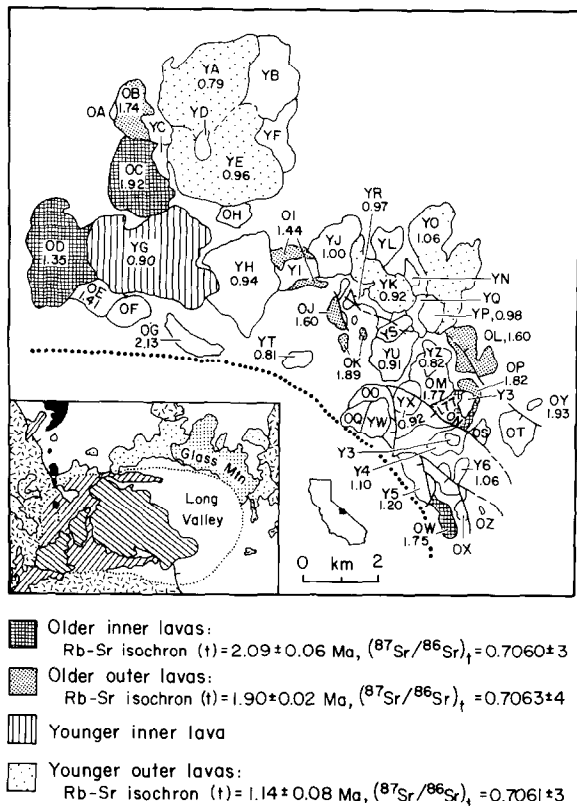 YA
0.79
YB
OB
1.74
OA
YC
YD
YF
YE
0.96
OC
1.92
OH
OD
1.35
YG
0.90
OE
1.41
OF
OG
2.13
YH
0.94
OI
1.44
YI
YJ
1.00
YR
0.97
YL
YO
1.06
YN
YK
0.92
YQ
YP, 0.98
OJ
1.60
YS
OL, 1.60
YT
0.81
OK
1.89
YU
0.91
YZ
0.82
OP
1.82
OM
1.77
Y3
OY
1.93
OO
YX
0.92
OQ
YW
OS
OT
Y3
Y4
1.10
Y6
1.06
Y5
1.20
OZ
OW
1.75
OX
Glass Mtn
Long
Valley
0 km 2
Older inner lavas:
Rb-Sr isochron (t)=2.09±0.06 Ma, (⁸⁷Sr/⁸⁶Sr)ₜ=0.7060±3
Older outer lavas:
Rb-Sr isochron (t)=1.90±0.02 Ma, (⁸⁷Sr/⁸⁶Sr)ₜ=0.7063±4
Younger inner lava
Younger outer lavas:
Rb-Sr isochron (t)=1.14±0.08 Ma, (⁸⁷Sr/⁸⁶Sr)ₜ=0.7061±3